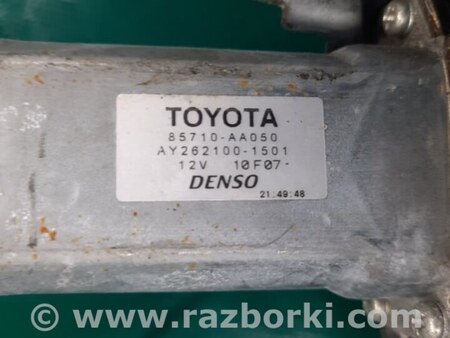 TOYOTA
85710-AA050
AY262100-1501
12V 10F07-
DENSO
21:49:48
www.razborki.com